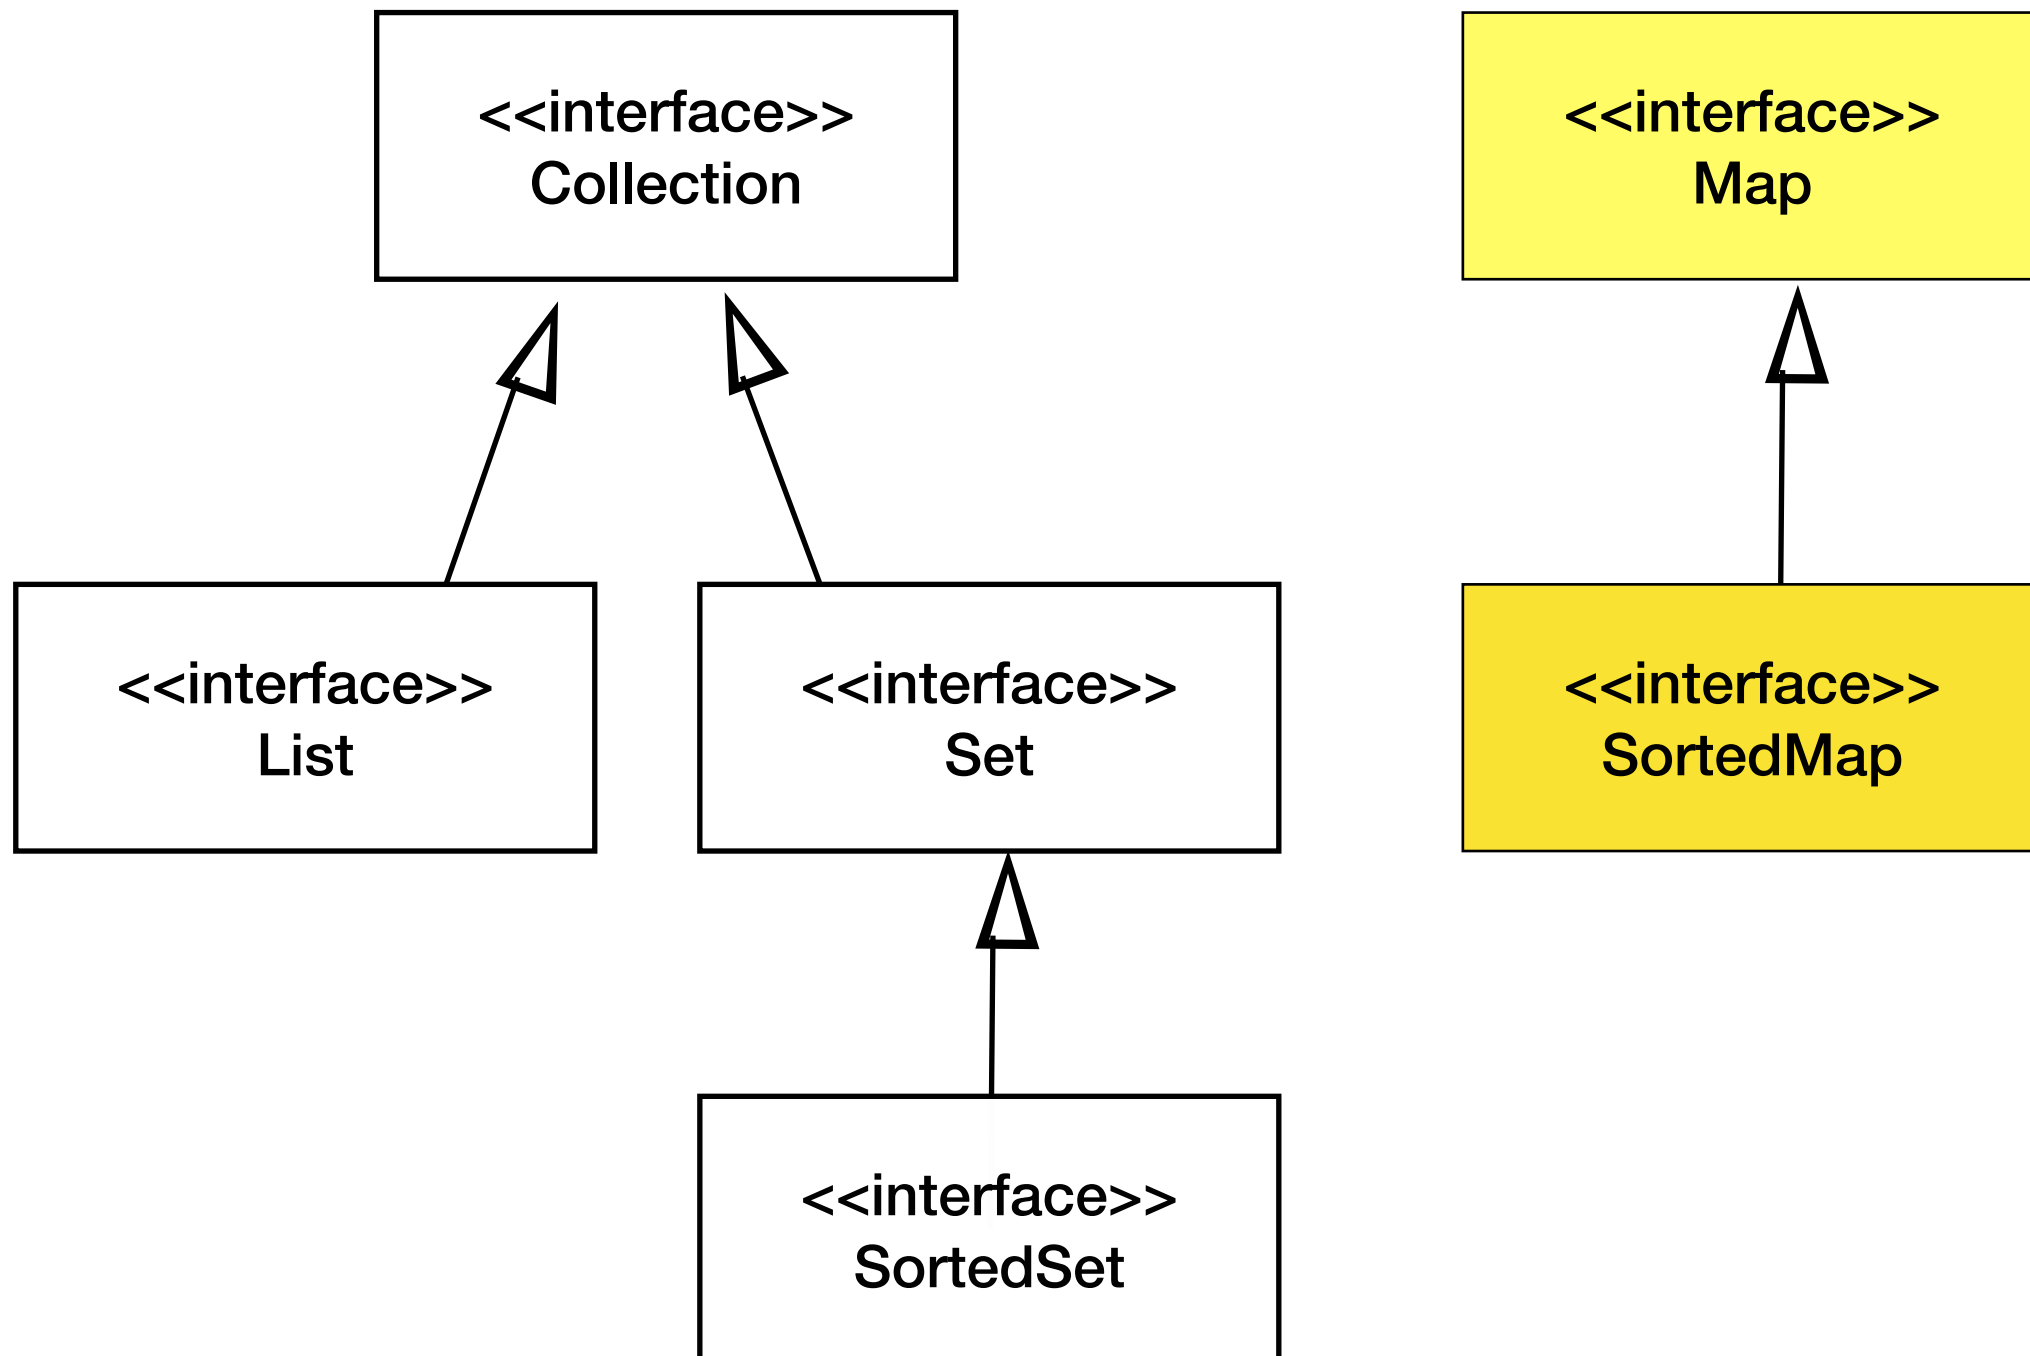 <<interface>>
Collection
<<interface>>
Map
<<interface>>
List
<<interface>>
Set
<<interface>>
SortedMap
<<interface>>
SortedSet